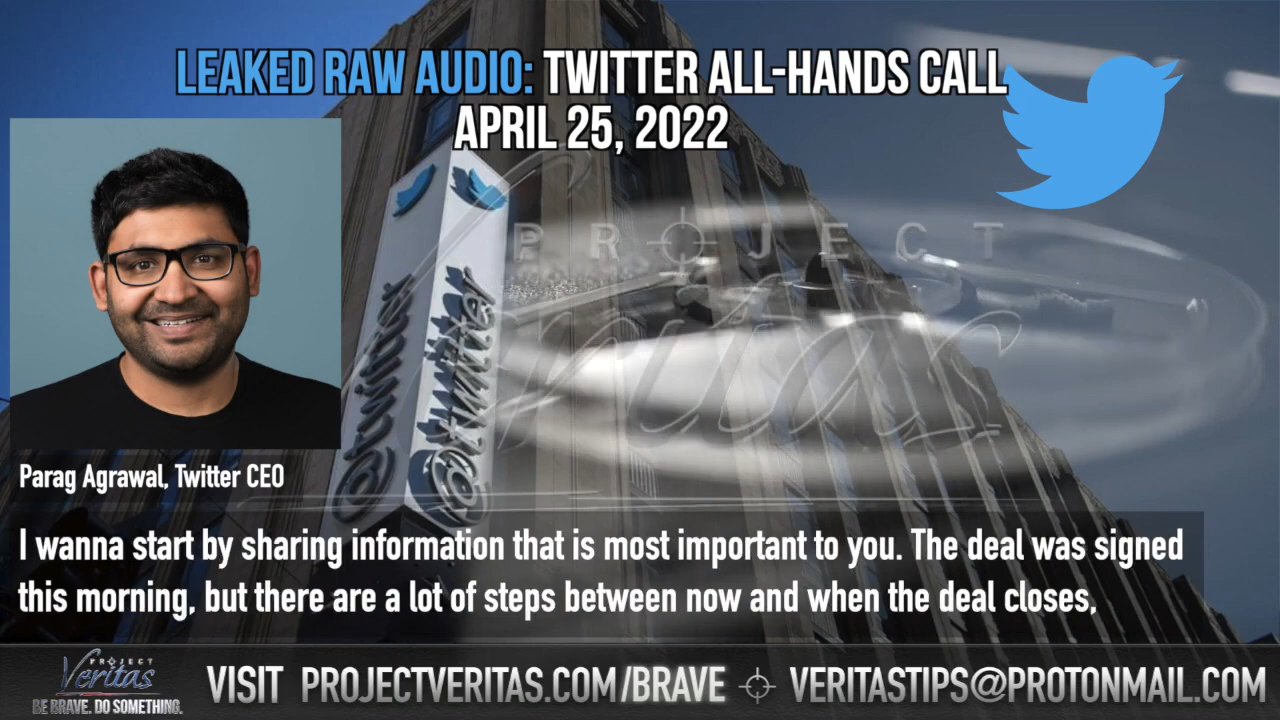 LEAKED RAW AUDIO: TWITTER ALL-HANDS CALL
APRIL 25, 2022
PROJECT
Veritas
@twitter
@twitter
Parag Agrawal, Twitter CEO
I wanna start by sharing information that is most important to you. The deal was signed
this morning, but there are a lot of steps between now and when the deal closes,
PROJECT
Veritas
BE BRAVE. DO SOMETHING.
VISIT PROJECTVERITAS.COM/BRAVE VERITASTIPS@PROTONMAIL.COM